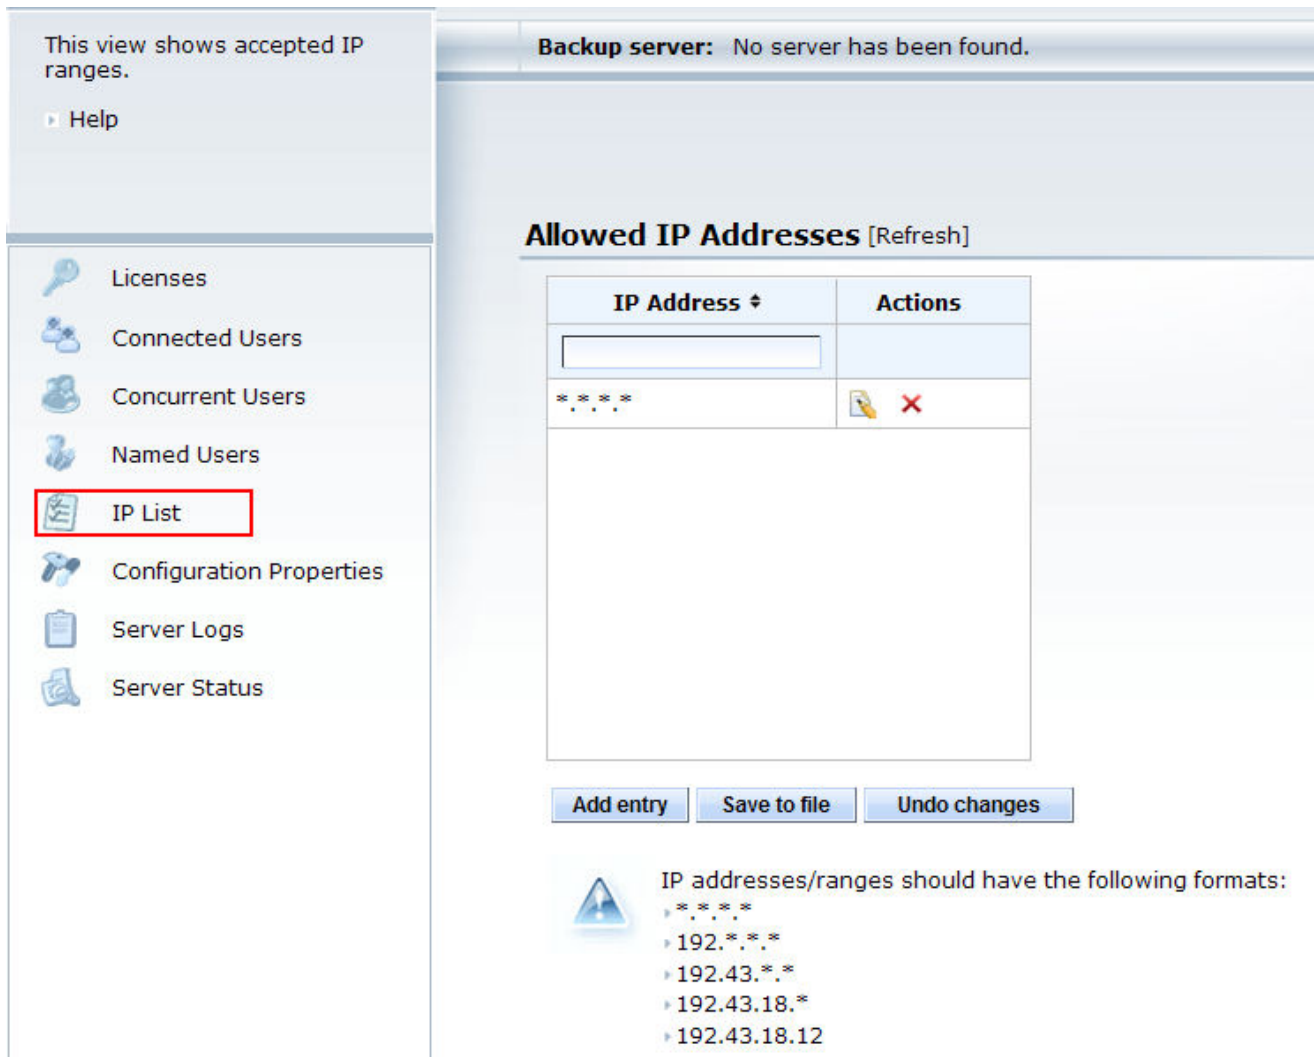 This view shows accepted IP
ranges.
Help
Backup server: No server has been found.
Licenses
Connected Users
Concurrent Users
Named Users
IP List
Configuration Properties
Server Logs
Server Status
Allowed IP Addresses [Refresh]
IP Address Actions
*.*.*.*
Add entry Save to file Undo changes
IP addresses/ranges should have the following formats:
*.*.*.*
192.*.*.*
192.43.*.*
192.43.18.*
192.43.18.12